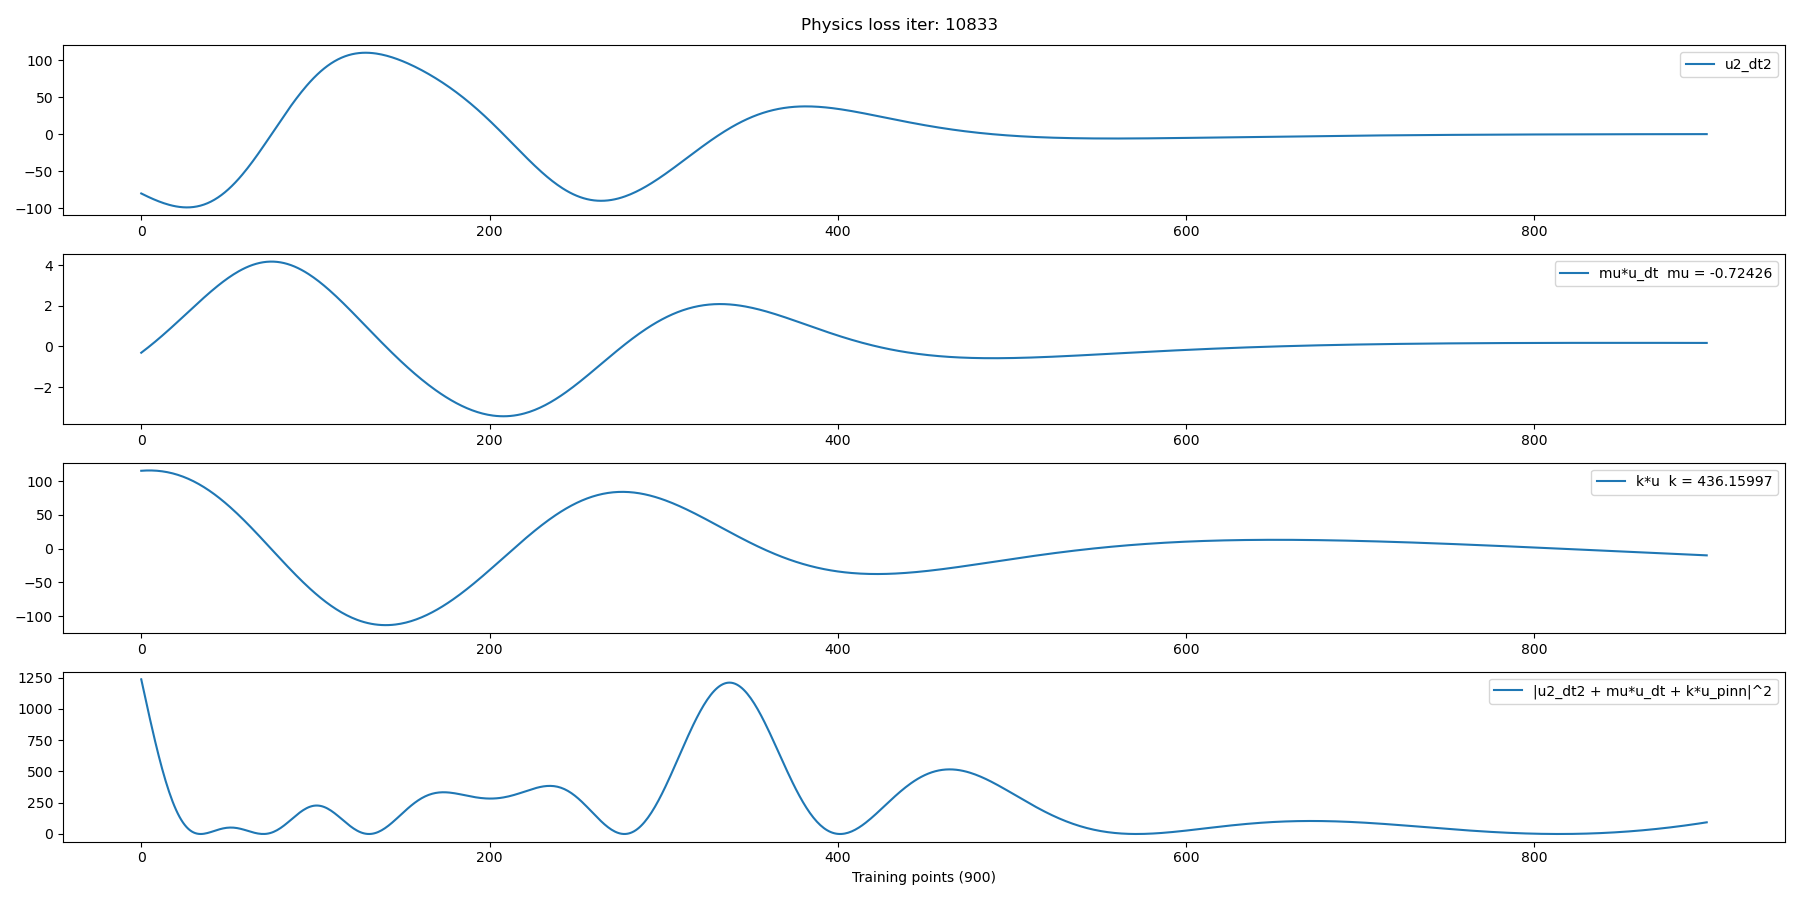 Physics loss iter: 10833
100
50
0
−50
−100
u2_dt2
0 200 400 600 800
4
2
0
−2
mu*u_dt  mu = -0.72426
0 200 400 600 800
100
50
0
−50
−100
k*u  k = 436.15997
0 200 400 600 800
1250
1000
750
500
250
0
|u2_dt2 + mu*u_dt + k*u_pinn|^2
0 200 400 600 800
Training points (900)